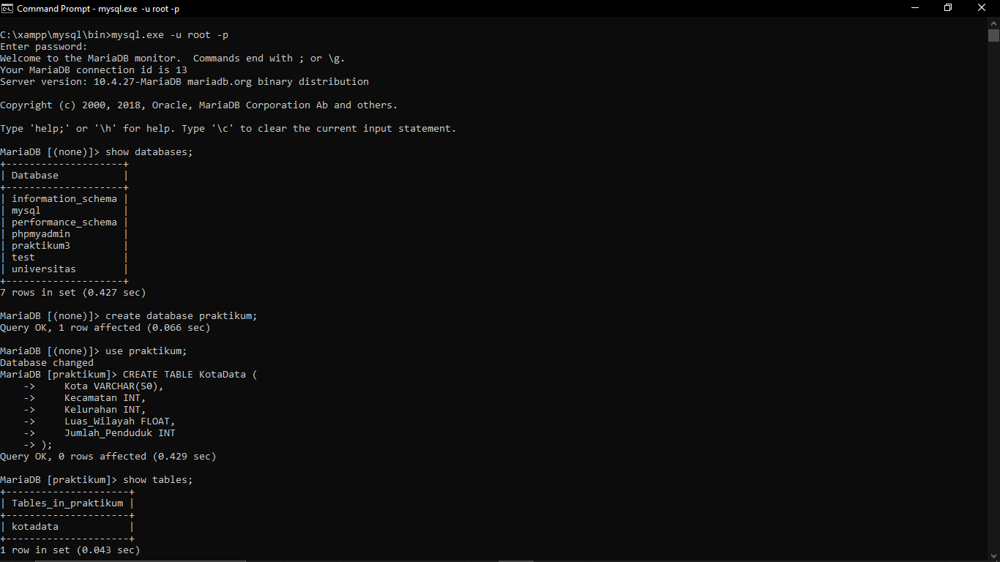 Command Prompt - mysql.exe -u root -p
C:\xampp\mysql\bin>mysql.exe -u root -p
Enter password:
Welcome to the MariaDB monitor.  Commands end with ; or \g.
Your MariaDB connection id is 13
Server version: 10.4.27-MariaDB mariadb.org binary distribution

Copyright (c) 2000, 2018, Oracle, MariaDB Corporation Ab and others.

Type 'help;' or '\h' for help. Type '\c' to clear the current input statement.

MariaDB [(none)]> show databases;
+--------------------+
| Database           |
+--------------------+
| information_schema |
| mysql              |
| performance_schema |
| phpmyadmin         |
| praktikum3         |
| test               |
| universitas        |
+--------------------+
7 rows in set (0.427 sec)

MariaDB [(none)]> create database praktikum;
Query OK, 1 row affected (0.066 sec)

MariaDB [(none)]> use praktikum;
Database changed
MariaDB [praktikum]> CREATE TABLE KotaData (
    ->     Kota VARCHAR(50),
    ->     Kecamatan INT,
    ->     Kelurahan INT,
    ->     Luas_Wilayah FLOAT,
    ->     Jumlah_Penduduk INT
    -> );
Query OK, 0 rows affected (0.429 sec)

MariaDB [praktikum]> show tables;
+---------------------+
| Tables_in_praktikum |
+---------------------+
| kotadata            |
+---------------------+
1 row in set (0.043 sec)